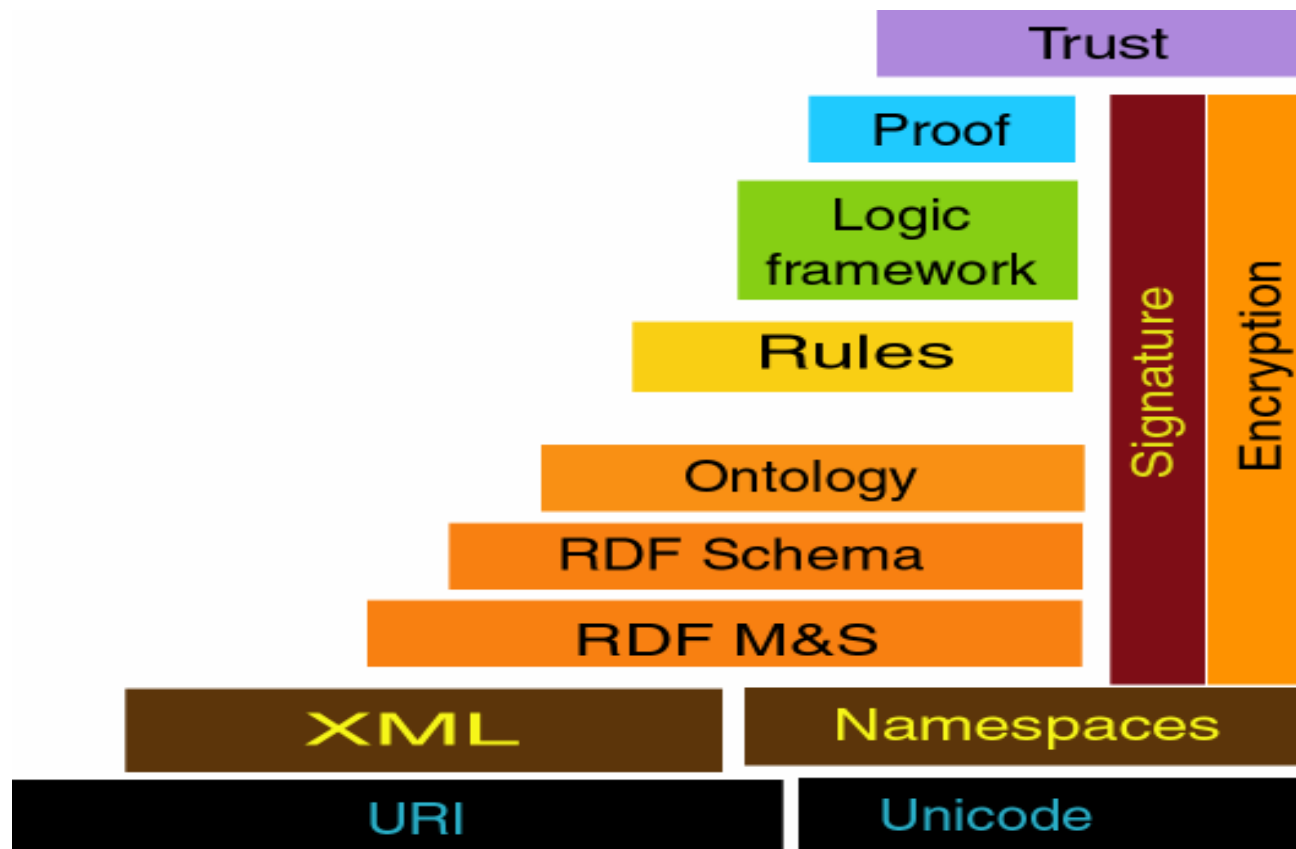 Trust
Proof
Logic
framework
Rules
Ontology
RDF Schema
RDF M&S
Signature
Encryption
XML
Namespaces
URI
Unicode